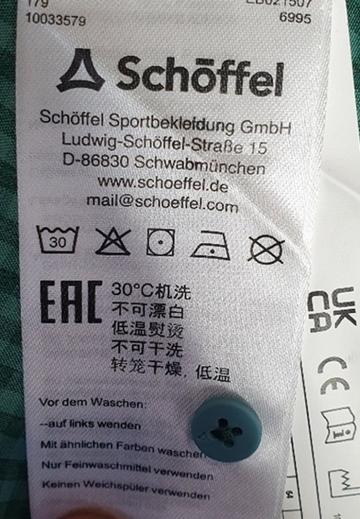 179
10033579
6995
Schöffel
Schöffel Sportbekleidung GmbH
Ludwig-Schöffel-Straße 15
D-86830 Schwabmünchen
www.schoeffel.de
mail@schoeffel.com
30
EAC
30°C机洗
不可漂白
低温熨烫
不可干洗
转笼干燥, 低温
Vor dem Waschen:
--auf links wenden
Mit ähnlichen Farben waschen
Nur Feinwaschmittel verwenden
Keinen Weichspüler verwenden
UK
CA
CE